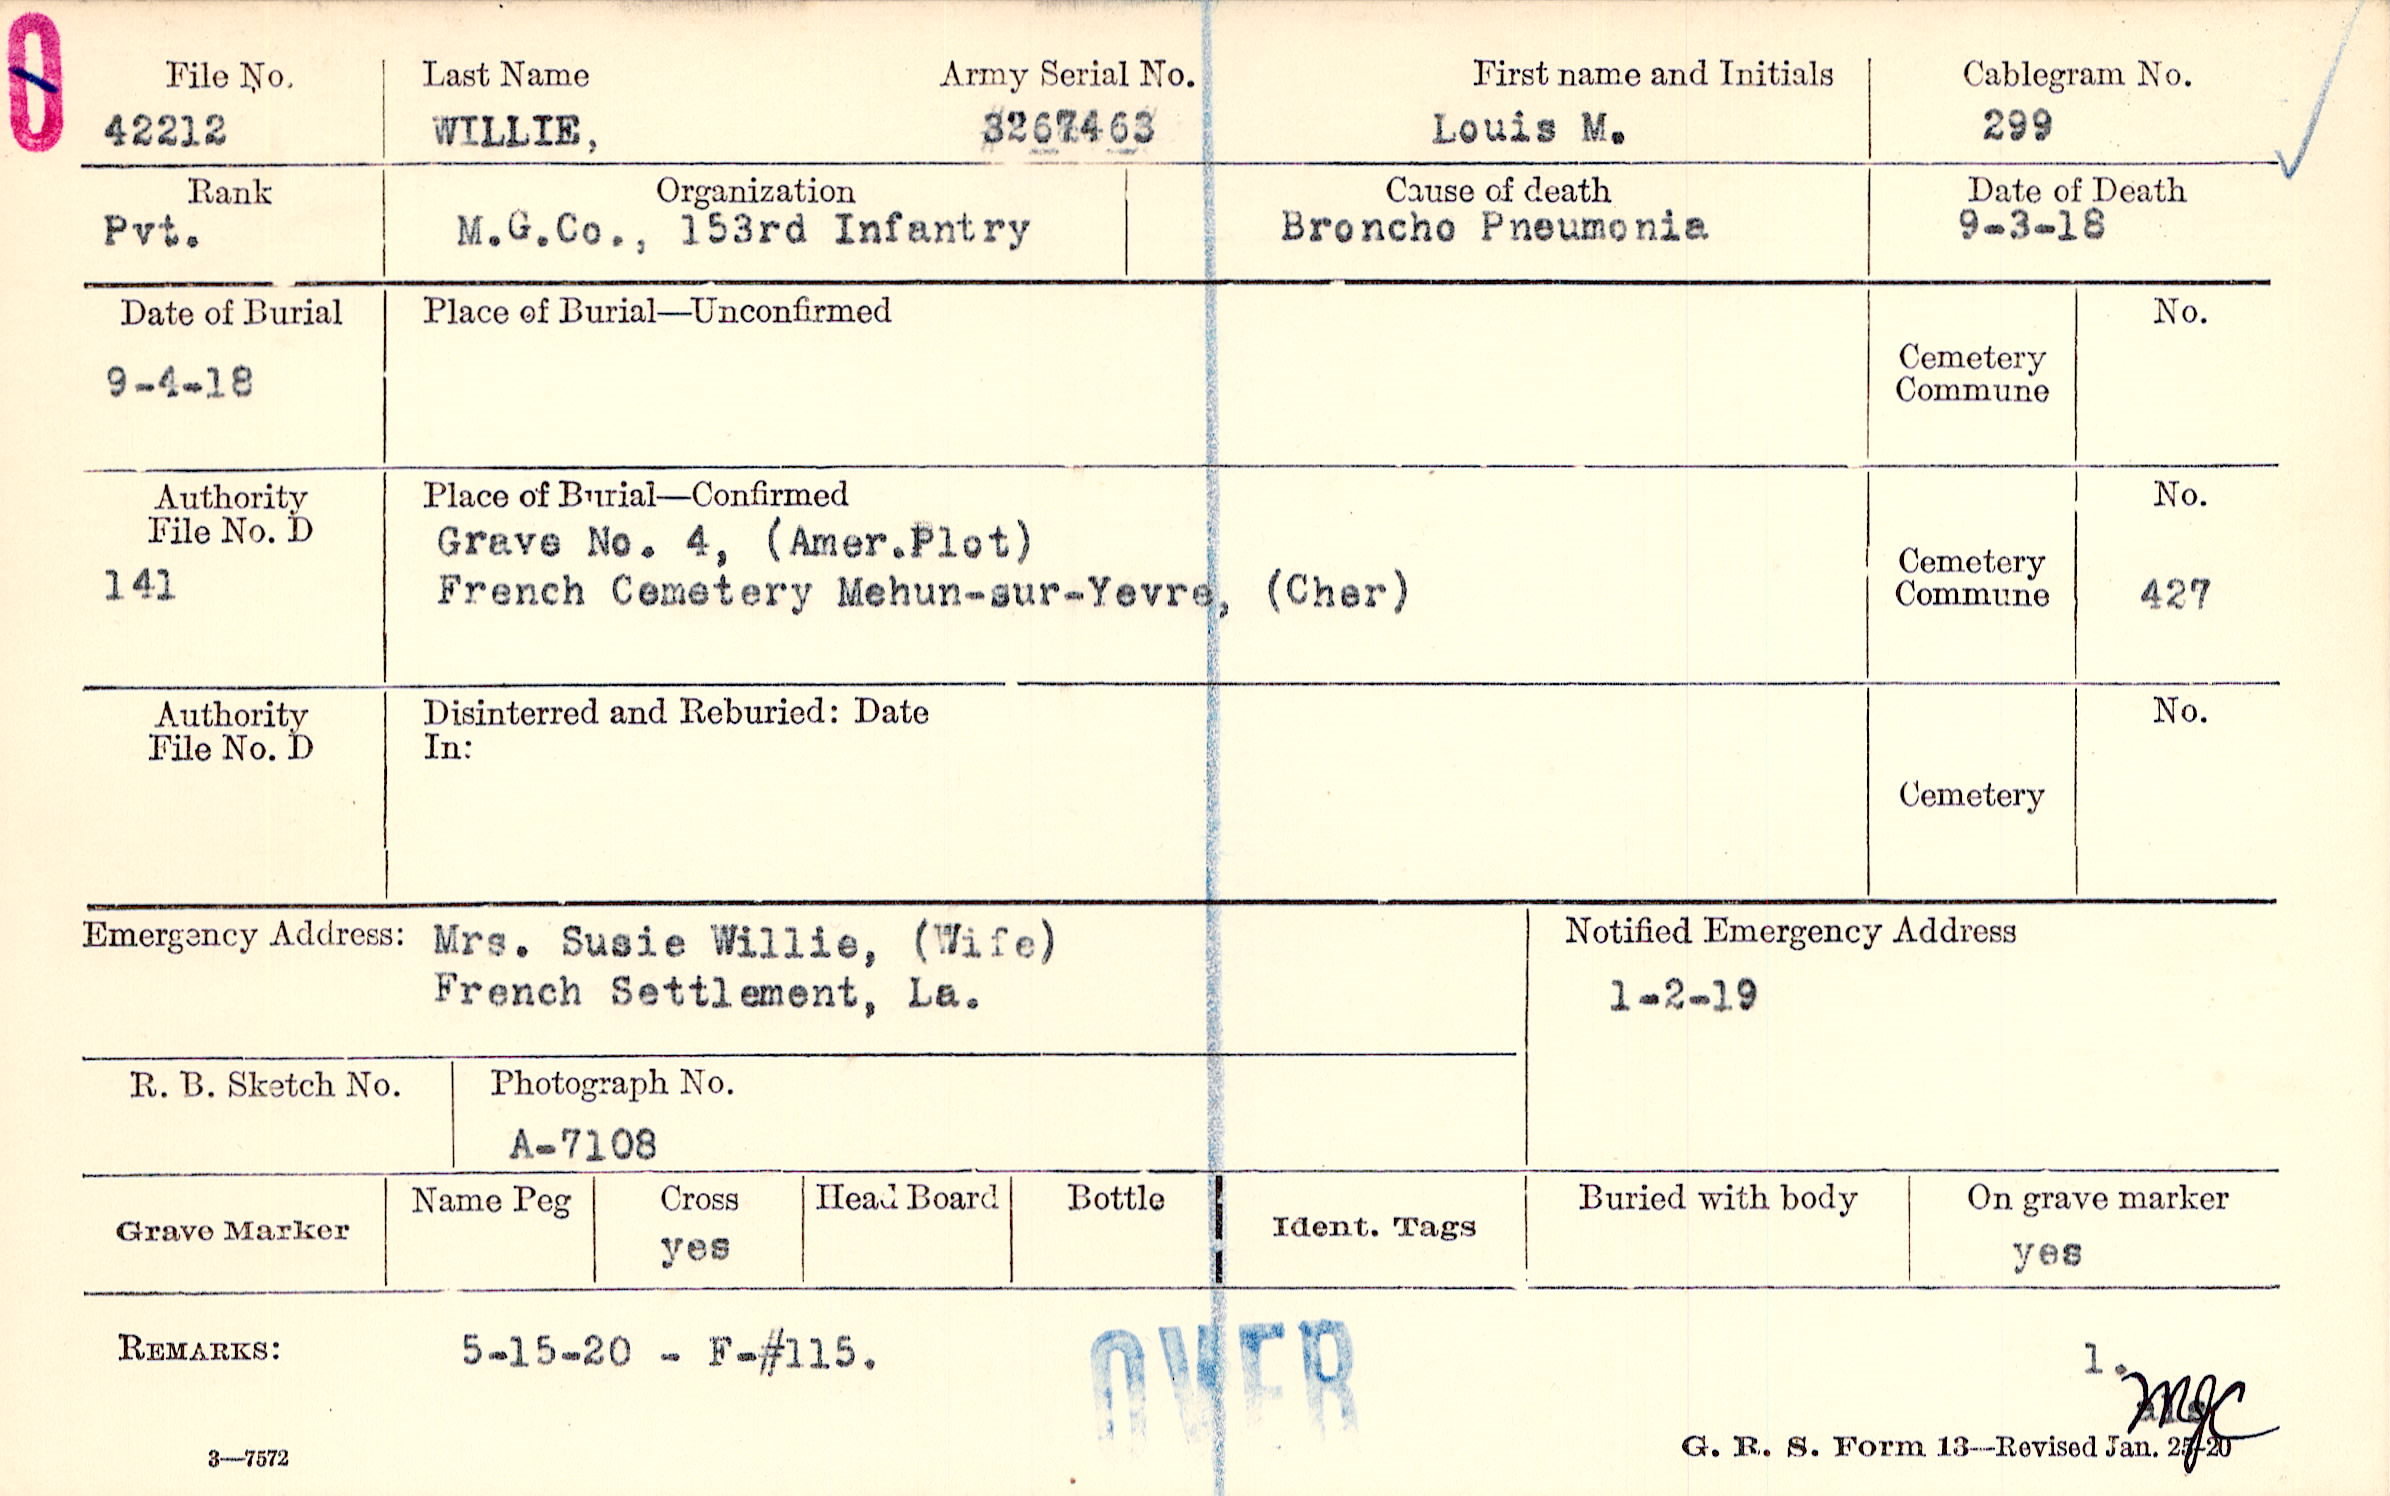 File No. Last Name Army Serial No. First name and Initials Cablegram No.
42212 WILLIE, 3267463 Louis M. 299
Rank Organization Cause of death Date of Death
Pvt. M.G.Co., 153rd Infantry Broncho Pneumonia 9-3-18
Date of Burial Place of Burial—Unconfirmed No.
9-4-18
Cemetery
Commune
Authority Place of Burial—Confirmed No.
File No. D
Grave No. 4, (Amer.Plot)
141 French Cemetery Mehun-sur-Yevre, (Cher)
Cemetery
Commune 427
Authority Disinterred and Reburied: Date No.
File No. D In:
Cemetery
Emergency Address: Mrs. Susie Willie, (Wife) Notified Emergency Address
French Settlement, La. 1-2-19
R. B. Sketch No. Photograph No.
A-7108
Grave Marker Name Peg Cross Head Board Bottle Ident. Tags Buried with body On grave marker
yes yes
REMARKS: 5-15-20 - F-#115. 1.
OVER
MJC
3—7572 G. R. S. Form 13—Revised Jan. 25-20